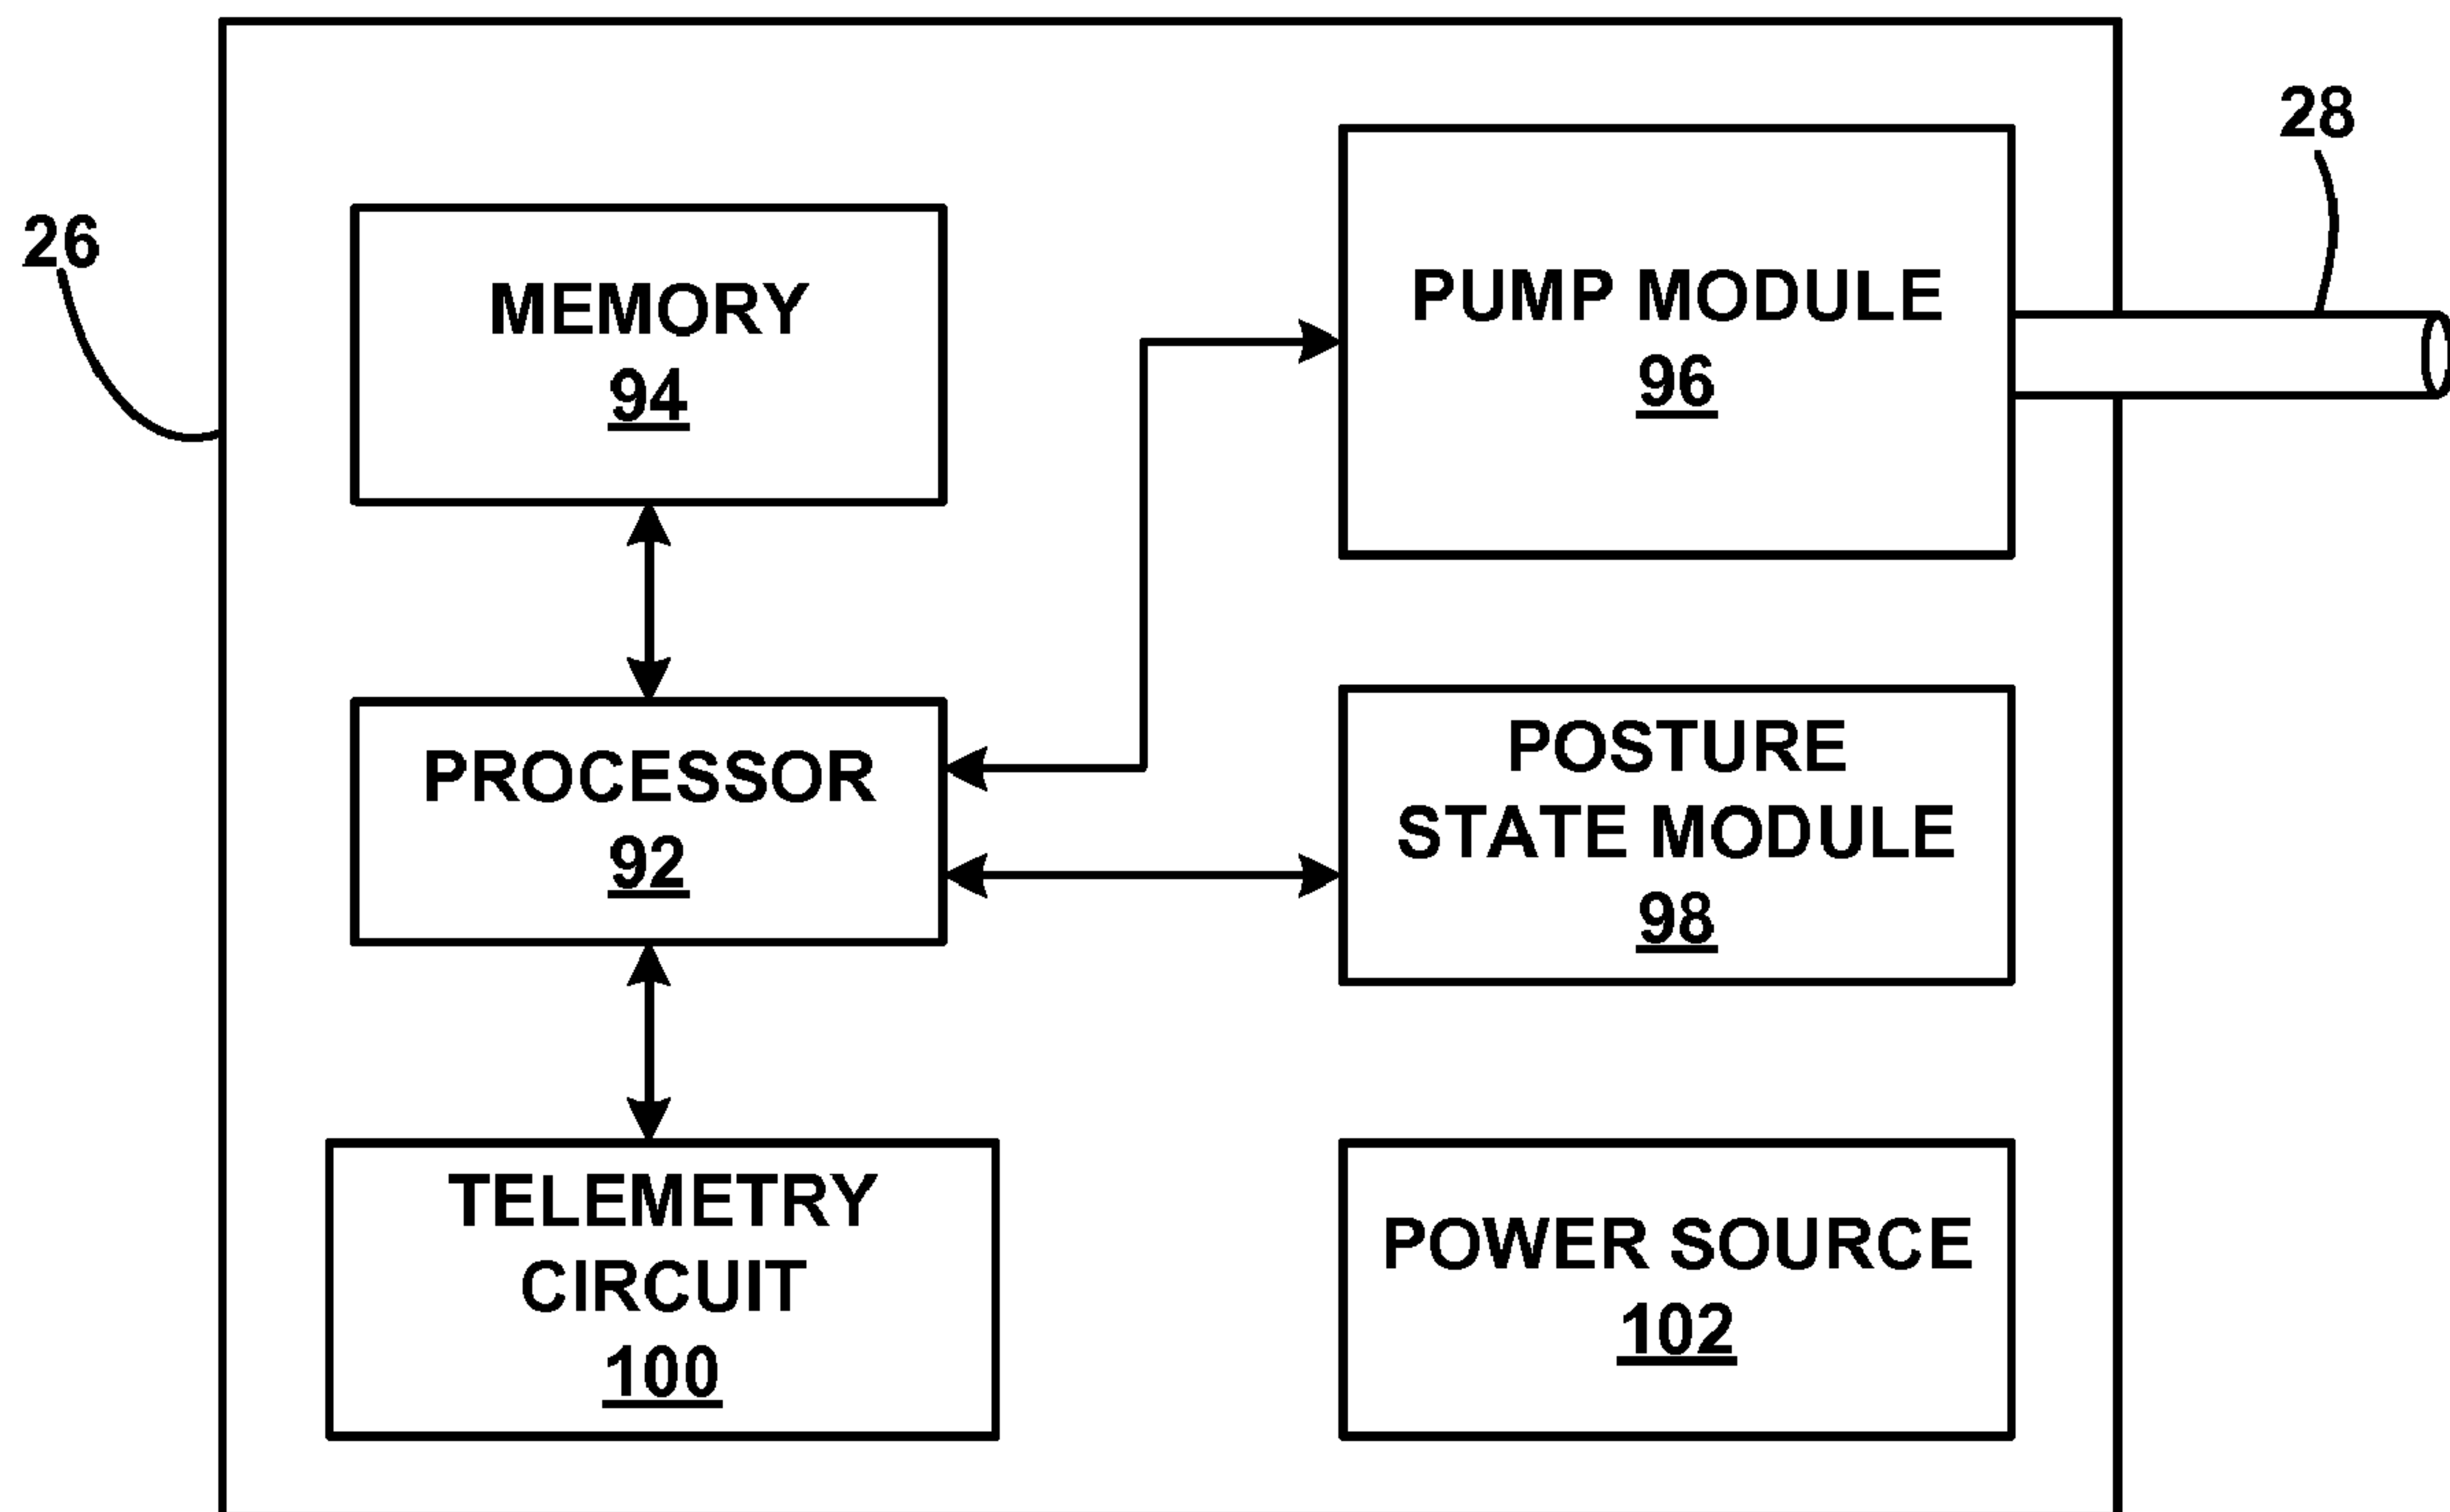 26
28
MEMORY
94
PUMP MODULE
96
PROCESSOR
92
POSTURE
STATE MODULE
98
TELEMETRY
CIRCUIT
100
POWER SOURCE
102